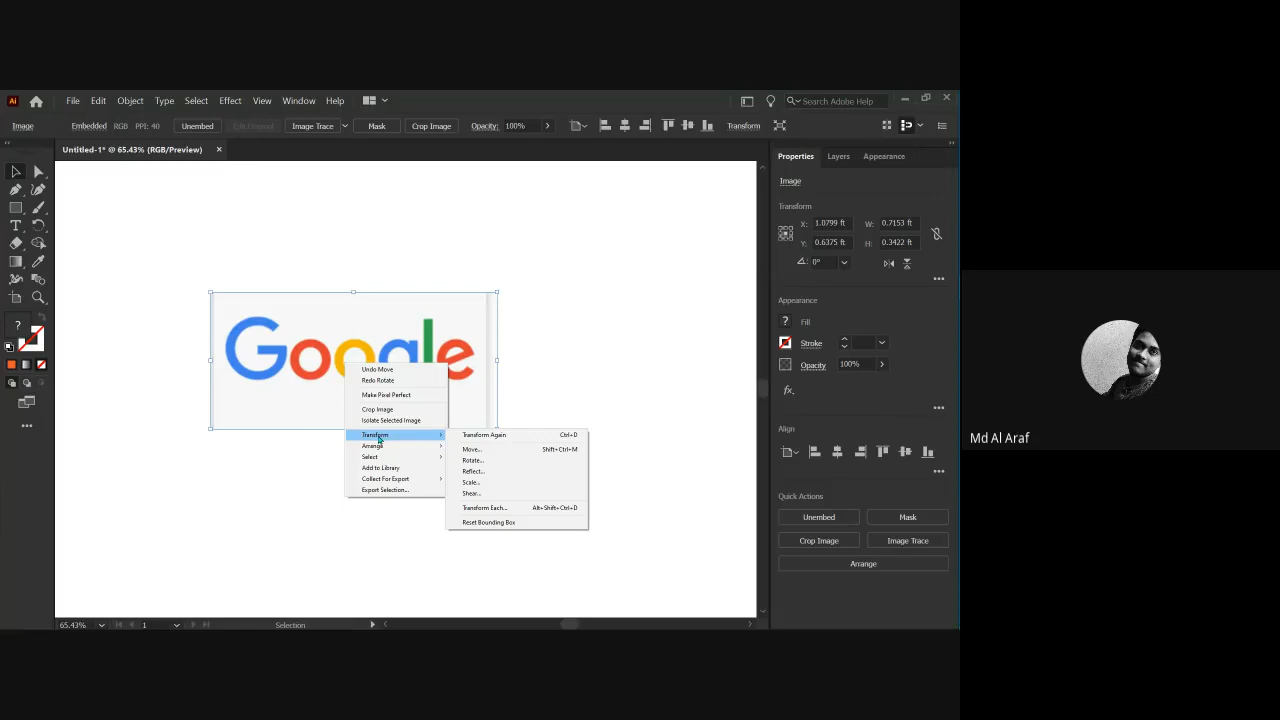 Ai File Edit Object Type Select Effect View Window Help Search Adobe Help
Image Embedded RGB PPI: 40 Unembed Image Trace Mask Crop Image Opacity: 100% Transform
Untitled-1* @ 65.43% (RGB/Preview) ×
Properties Layers Appearance
Image
Transform
X: 1.0799 ft W: 0.7153 ft
Y: 0.6375 ft H: 0.3422 ft
0°
Appearance
? Fill
Stroke
Opacity 100%
fx
Align
Quick Actions
Unembed Mask
Crop Image Image Trace
Arrange
Google
Undo Move
Redo Rotate
Make Pixel Perfect
Crop Image
Isolate Selected Image
Transform
Arrange
Select
Add to Library
Collect For Export
Export Selection...
Transform Again Ctrl+D
Move... Shift+Ctrl+M
Rotate...
Reflect...
Scale...
Shear...
Transform Each... Alt+Shift+Ctrl+D
Reset Bounding Box
65.43% 1 Selection
Md Al Araf